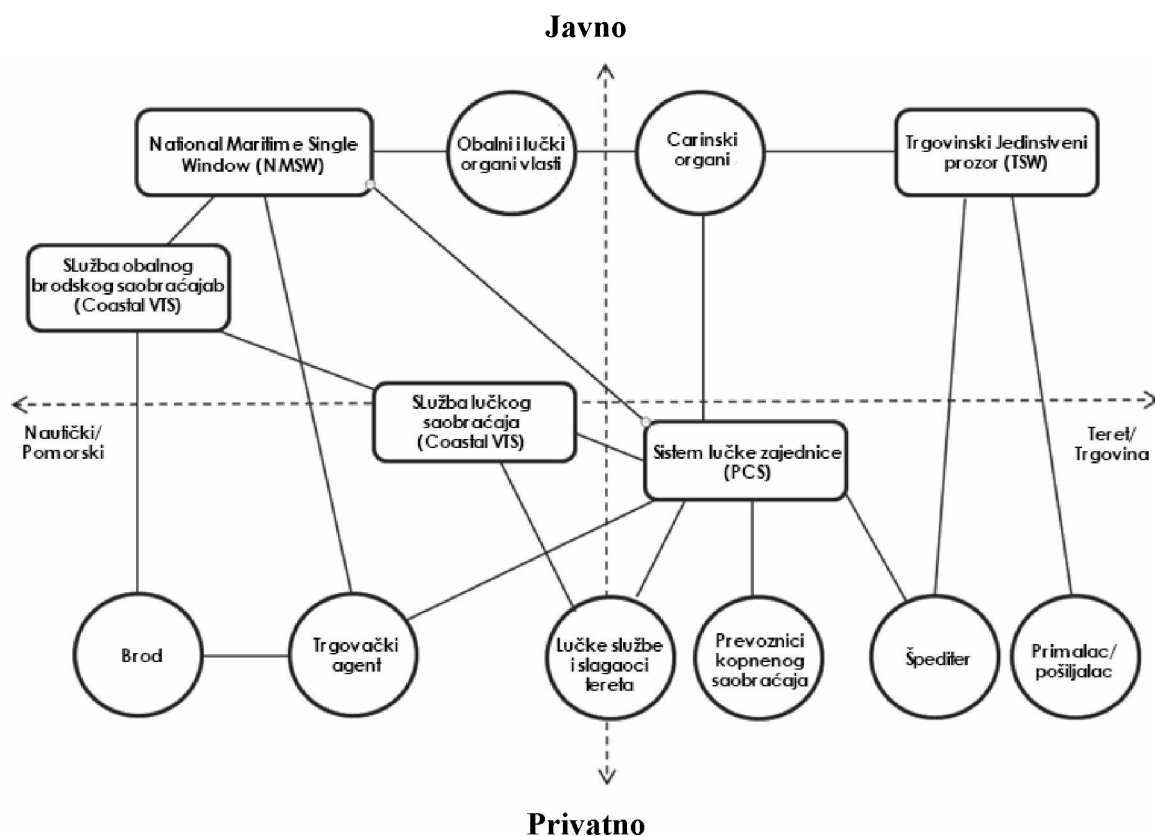 Javno
National Maritime Single
Window (NMSW)
Obalni i lučki
organi vlasti
Carinski
organi
Trgovinski Jedinstveni
prozor (TSW)
SLužba obalnog
brodskog saobraćajab
(Coastal VTS)
Nautički/
Pomorski
SLužba lučkog
saobraćaja
(Coastal VTS)
Sistem lučke zajednice
(PCS)
Teret/
Trgovina
Brod
Trgovački
agent
Lučke službe
i slagaoci
tereta
Prevoznici
kopnenog
saobraćaja
Špediter
Primalac/
pošiljalac
Privatno